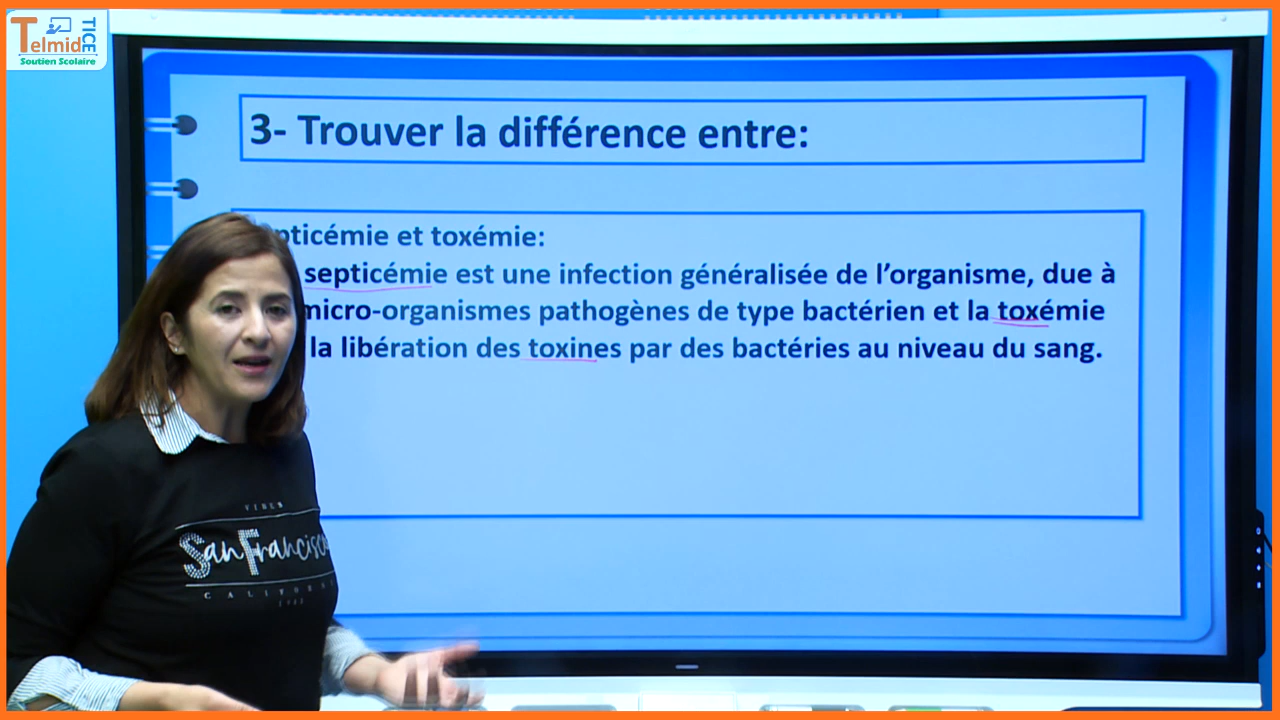 Telmid TICE
Soutien Scolaire
3- Trouver la différence entre:
pticémie et toxémie:
septicémie est une infection généralisée de l’organisme, due à
micro-organismes pathogènes de type bactérien et la toxémie
la libération des toxines par des bactéries au niveau du sang.
San Francisco